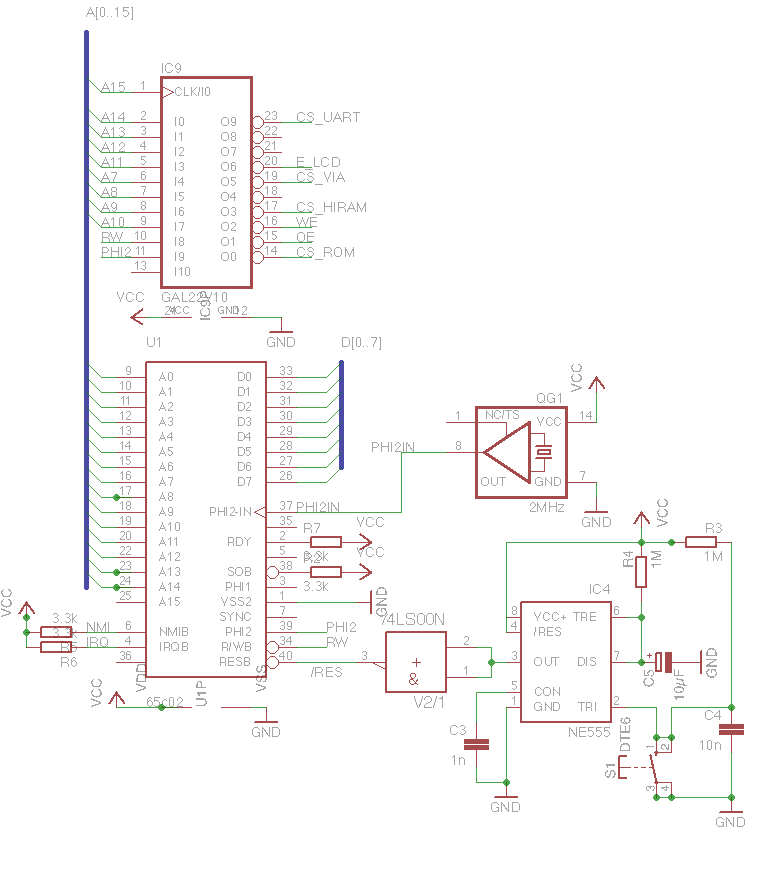 A[0..15]
IC9
A15 1 CLK/I0
A14 2 I0 O9 23 CS_UART
A13 3 I1 O8 22
A12 4 I2 O7 21
A11 5 I3 O6 20 E_LCD
A7 6 I4 O5 19 CS_VIA
A8 7 I5 O4 18
A9 8 I6 O3 17 CS_HIRAM
A10 9 I7 O2 16 WE
RW 10 I8 O1 15 OE
PHI2 11 I9 O0 14 CS_ROM
13 I10
VCC GAL22V10
24 VCC IC9P GND 12
GND
U1 D[0..7]
9 A0 D0 33
10 A1 D1 32
11 A2 D2 31
12 A3 D3 30
13 A4 D4 29
14 A5 D5 28
15 A6 D6 27
16 A7 D7 26
17 A8
18 A9 PHI2-IN 37 PHI2IN
19 A10 35
20 A11 RDY 2 R7 VCC
22 A12 5 3.3k VCC
23 A13 SOB 38
24 A14 PHI1 3 3.3k
25 A15 VSS2 1 GND
SYNC 7
VCC 3.3k NMI 6 NMIB PHI2 39 PHI2
IRQ 4 IRQB R/WB 34 RW
R6 36 RESB 40 /RES
VDD VSS
VCC 65c02 U1P
GND
QG1 VCC
1 NC/TS VCC 14
PHI2IN 8
OUT GND 7
2MHz GND
VCC
R3
1M
R4 1M
IC4
8 VCC+ TRE 6
4 /RES
3 OUT DIS 7
5 CON
1 GND TRI 2
NE555
C5 + 10µF GND
74LS00N
2
3 + & 1
V2/1
C3
1n
GND
S1 DTE6
1 2
3 4
C4
10n
GND